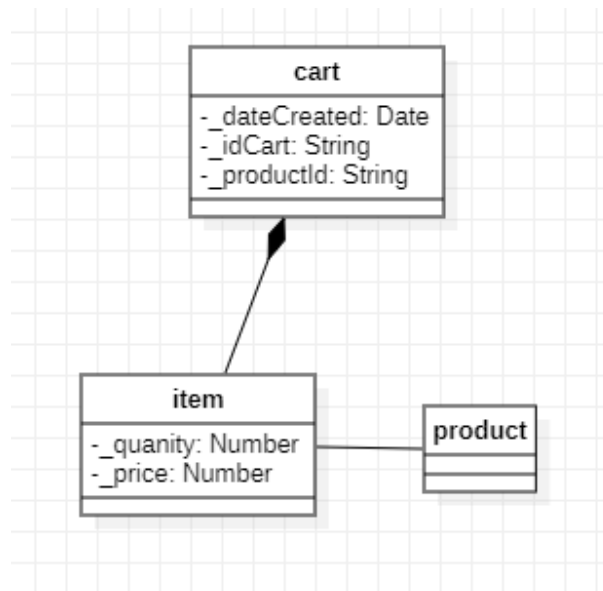 cart
-_dateCreated: Date
-_idCart: String
-_productId: String
item
-_quanity: Number
-_price: Number
product